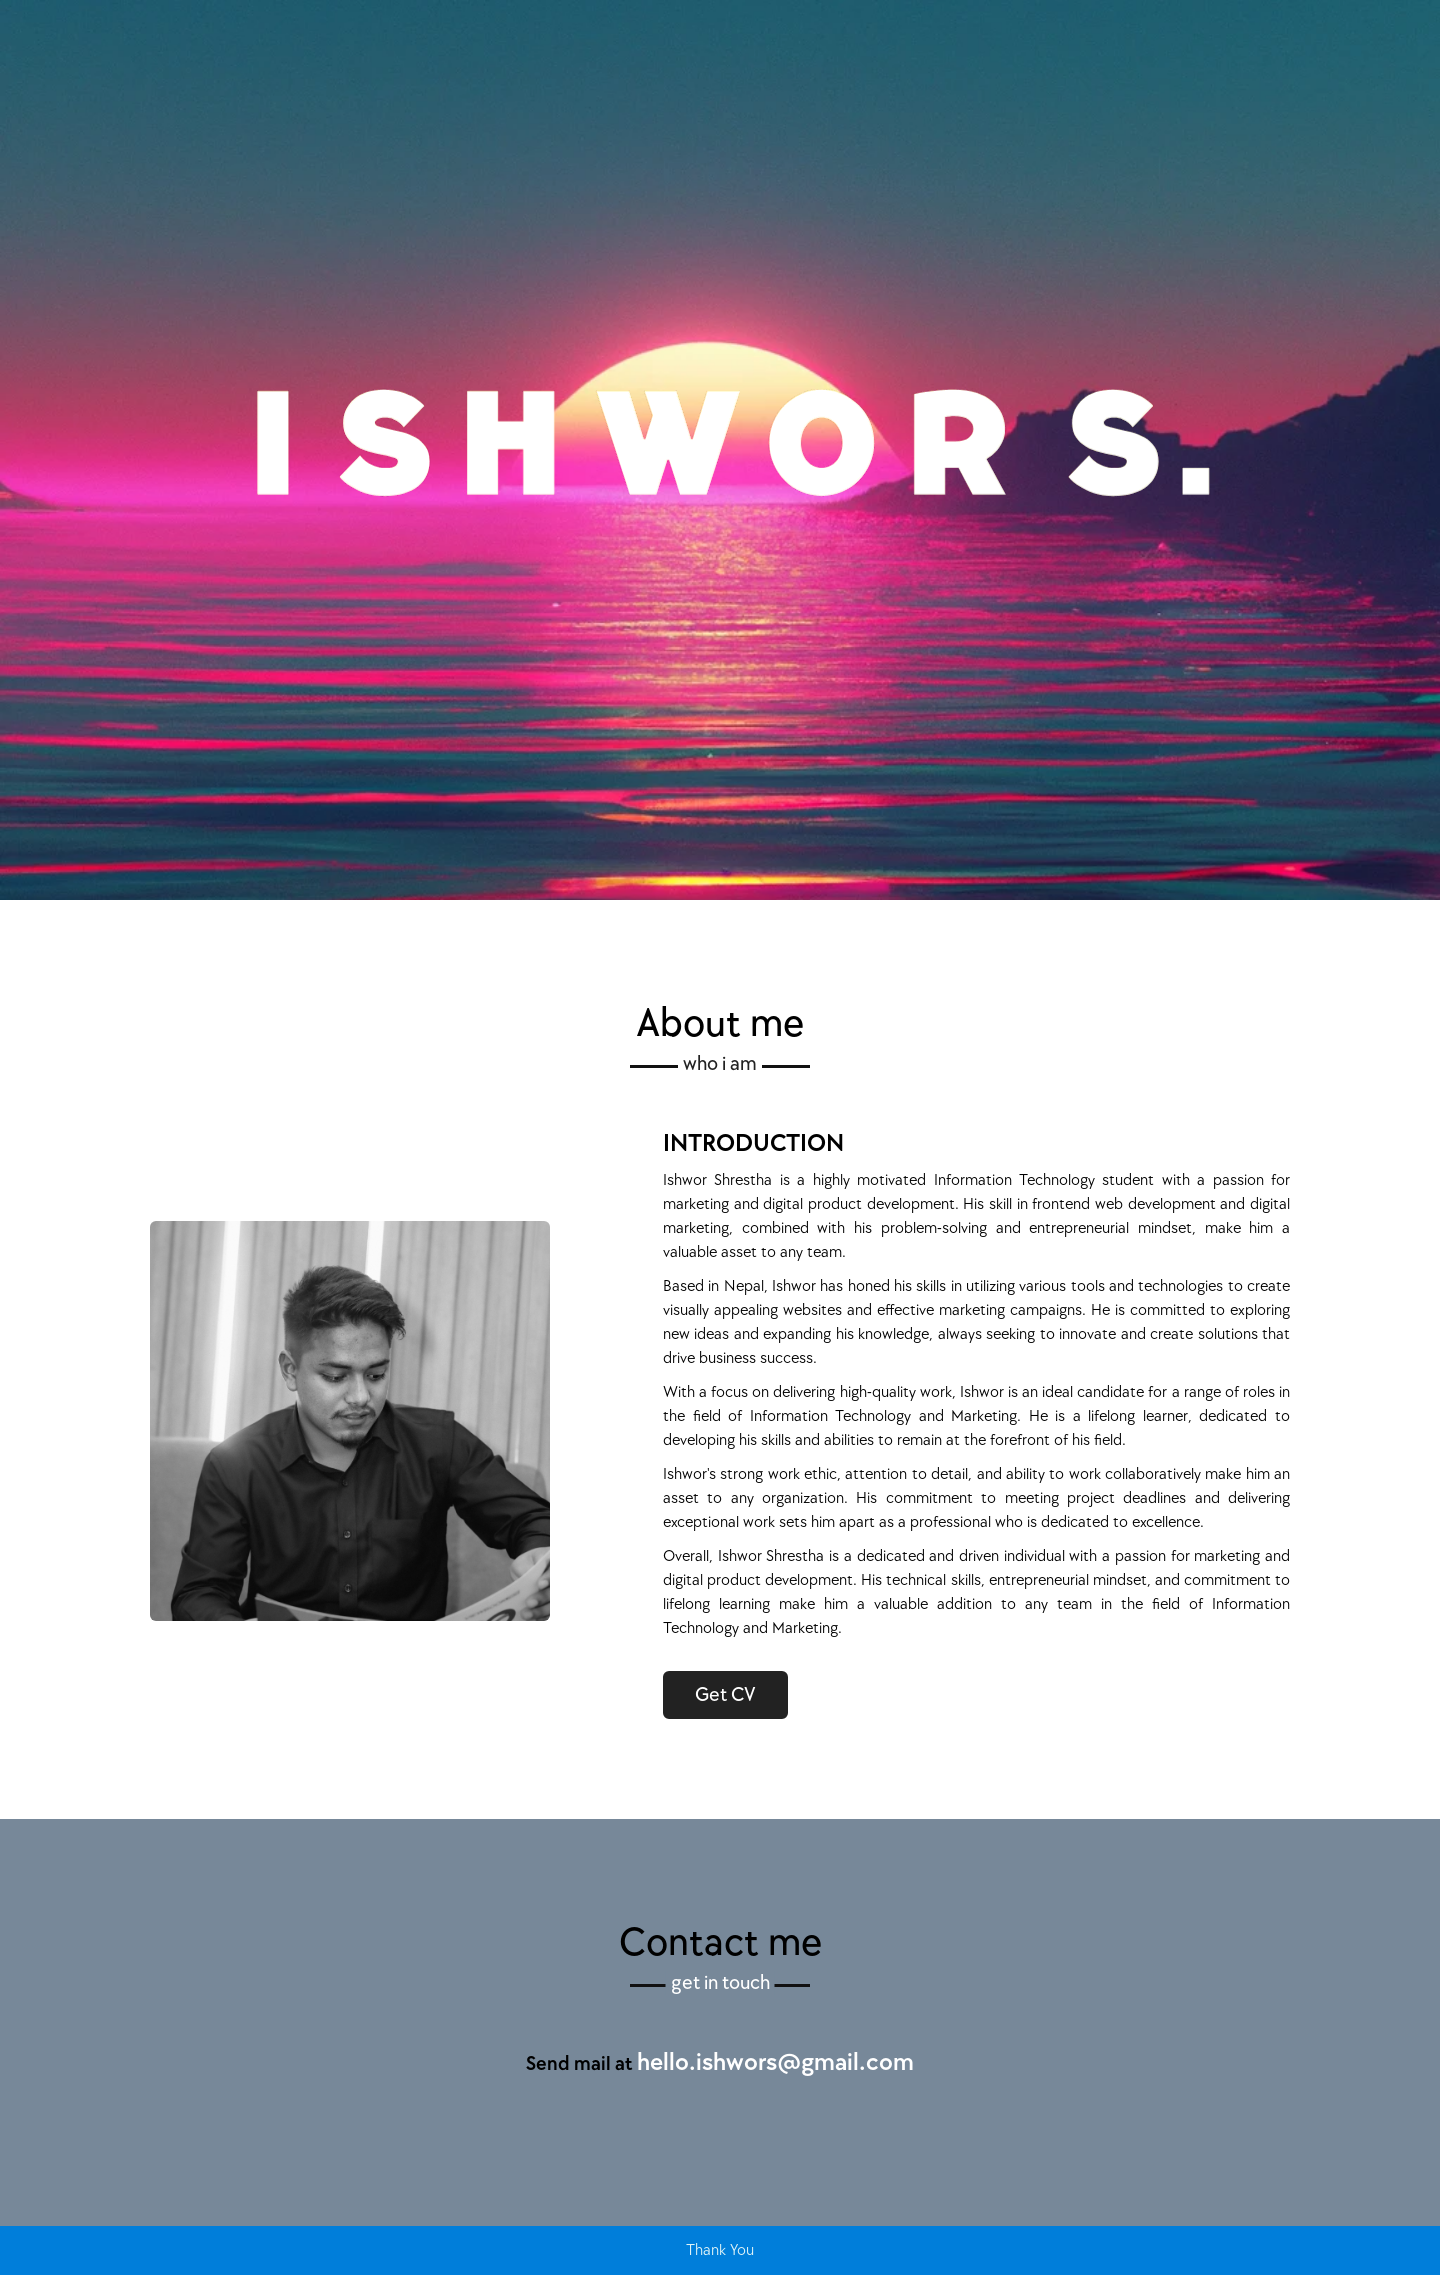 ISHWORS.
About me
who i am
INTRODUCTION
Ishwor Shrestha is a highly motivated Information Technology student with a passion for
marketing and digital product development. His skill in frontend web development and digital
marketing, combined with his problem-solving and entrepreneurial mindset, make him a
valuable asset to any team.
Based in Nepal, Ishwor has honed his skills in utilizing various tools and technologies to create
visually appealing websites and effective marketing campaigns. He is committed to exploring
new ideas and expanding his knowledge, always seeking to innovate and create solutions that
drive business success.
With a focus on delivering high-quality work, Ishwor is an ideal candidate for a range of roles in
the field of Information Technology and Marketing. He is a lifelong learner, dedicated to
developing his skills and abilities to remain at the forefront of his field.
Ishwor's strong work ethic, attention to detail, and ability to work collaboratively make him an
asset to any organization. His commitment to meeting project deadlines and delivering
exceptional work sets him apart as a professional who is dedicated to excellence.
Overall, Ishwor Shrestha is a dedicated and driven individual with a passion for marketing and
digital product development. His technical skills, entrepreneurial mindset, and commitment to
lifelong learning make him a valuable addition to any team in the field of Information
Technology and Marketing.
Get CV
Contact me
get in touch
Send mail at hello.ishwors@gmail.com
Thank You